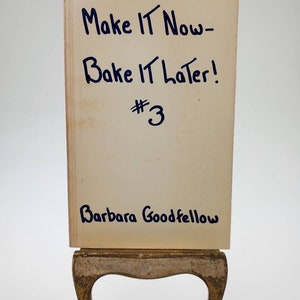 Make IT Now-
Bake IT LaTer!
#3
Barbara Goodfellow